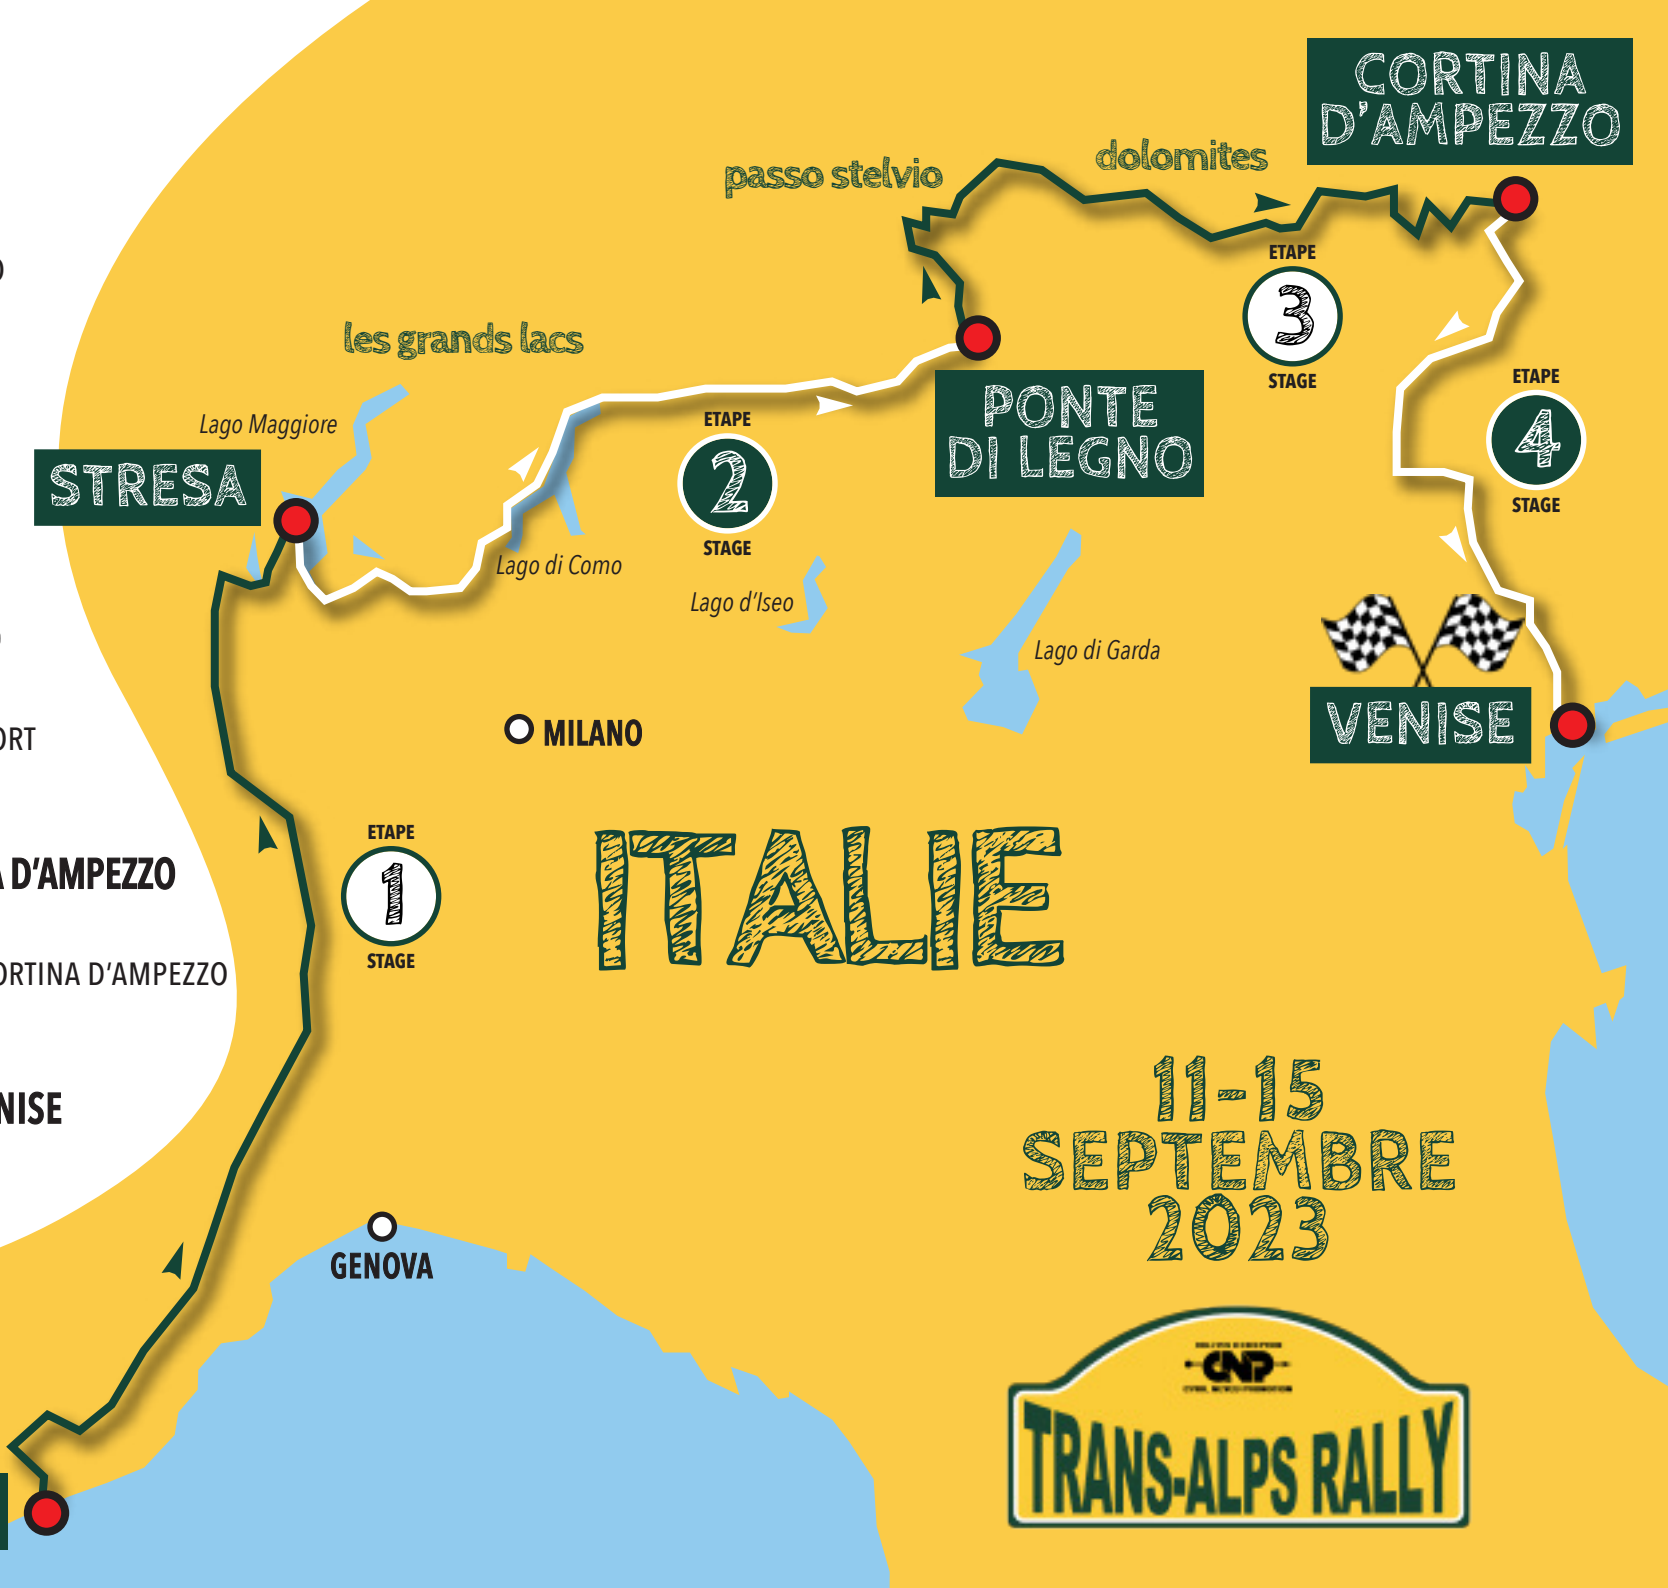 CORTINA
D'AMPEZZO
dolomites
passo stelvio
ETAPE
3
STAGE
les grands lacs
PONTE
DI LEGNO
ETAPE
4
STAGE
Lago Maggiore
STRESA
ETAPE
2
STAGE
Lago di Como
Lago d'Iseo
Lago di Garda
VENISE
MILANO
ORT
ETAPE
1
STAGE
ITALIE
A D'AMPEZZO
ORTINA D'AMPEZZO
NISE
11-15
SEPTEMBRE
2023
GENOVA
CNP
TRANS-ALPS RALLY